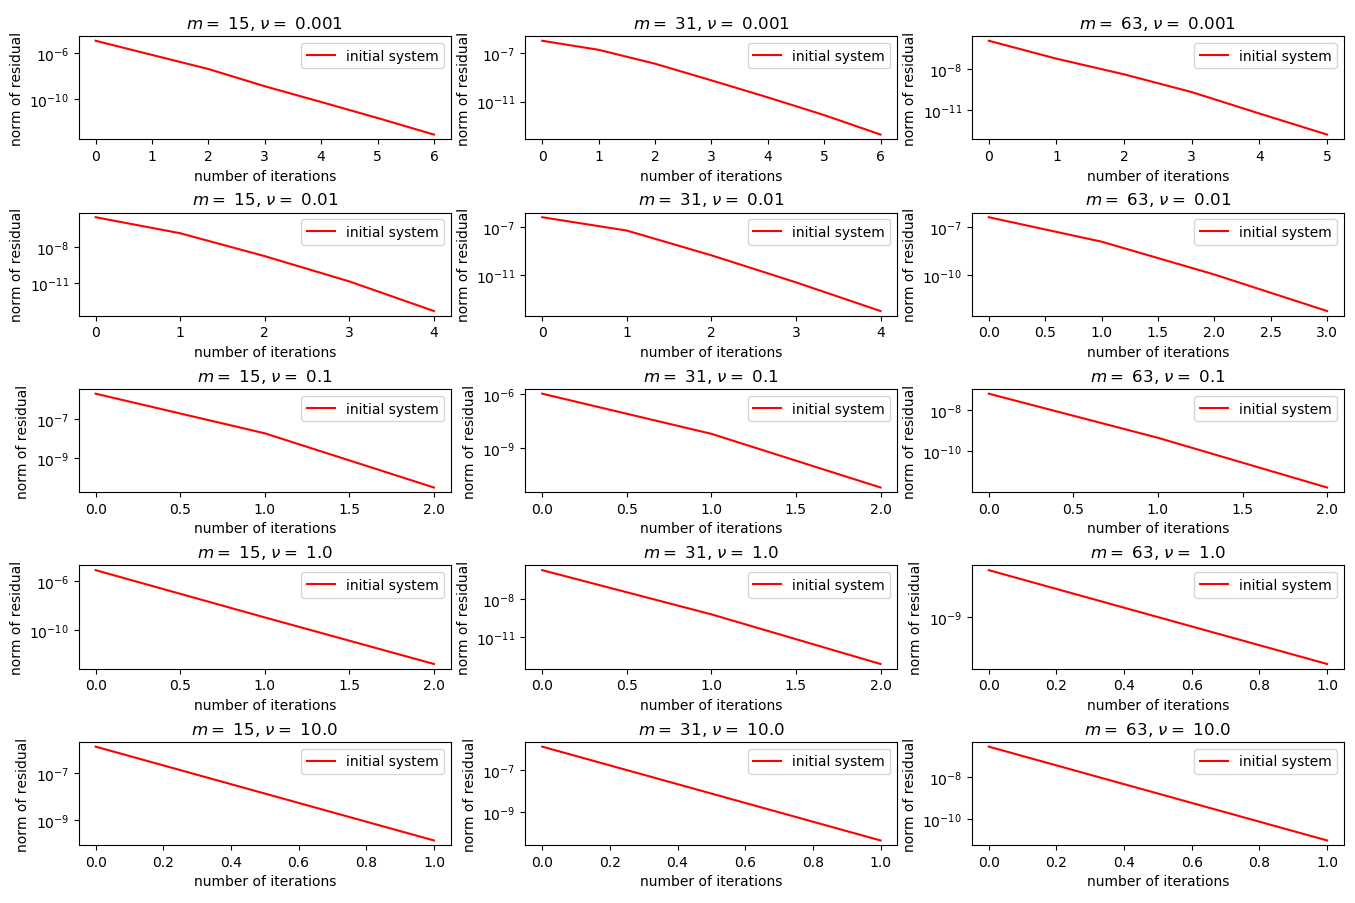 m = 15, ν = 0.001
norm of residual
10⁻⁶
10⁻¹⁰
initial system
0 1 2 3 4 5 6
number of iterations
m = 31, ν = 0.001
norm of residual
10⁻⁷
10⁻¹¹
initial system
0 1 2 3 4 5 6
number of iterations
m = 63, ν = 0.001
norm of residual
10⁻⁸
10⁻¹¹
initial system
0 1 2 3 4 5
number of iterations
m = 15, ν = 0.01
norm of residual
10⁻⁸
10⁻¹¹
initial system
0 1 2 3 4
number of iterations
m = 31, ν = 0.01
norm of residual
10⁻⁷
10⁻¹¹
initial system
0 1 2 3 4
number of iterations
m = 63, ν = 0.01
norm of residual
10⁻⁷
10⁻¹⁰
initial system
0.0 0.5 1.0 1.5 2.0 2.5 3.0
number of iterations
m = 15, ν = 0.1
norm of residual
10⁻⁷
10⁻⁹
initial system
0.0 0.5 1.0 1.5 2.0
number of iterations
m = 31, ν = 0.1
norm of residual
10⁻⁶
10⁻⁹
initial system
0.0 0.5 1.0 1.5 2.0
number of iterations
m = 63, ν = 0.1
norm of residual
10⁻⁸
10⁻¹⁰
initial system
0.0 0.5 1.0 1.5 2.0
number of iterations
m = 15, ν = 1.0
norm of residual
10⁻⁶
10⁻¹⁰
initial system
0.0 0.5 1.0 1.5 2.0
number of iterations
m = 31, ν = 1.0
norm of residual
10⁻⁸
10⁻¹¹
initial system
0.0 0.5 1.0 1.5 2.0
number of iterations
m = 63, ν = 1.0
norm of residual
10⁻⁹
initial system
0.0 0.2 0.4 0.6 0.8 1.0
number of iterations
m = 15, ν = 10.0
norm of residual
10⁻⁷
10⁻⁹
initial system
0.0 0.2 0.4 0.6 0.8 1.0
number of iterations
m = 31, ν = 10.0
norm of residual
10⁻⁷
10⁻⁹
initial system
0.0 0.2 0.4 0.6 0.8 1.0
number of iterations
m = 63, ν = 10.0
norm of residual
10⁻⁸
10⁻¹⁰
initial system
0.0 0.2 0.4 0.6 0.8 1.0
number of iterations